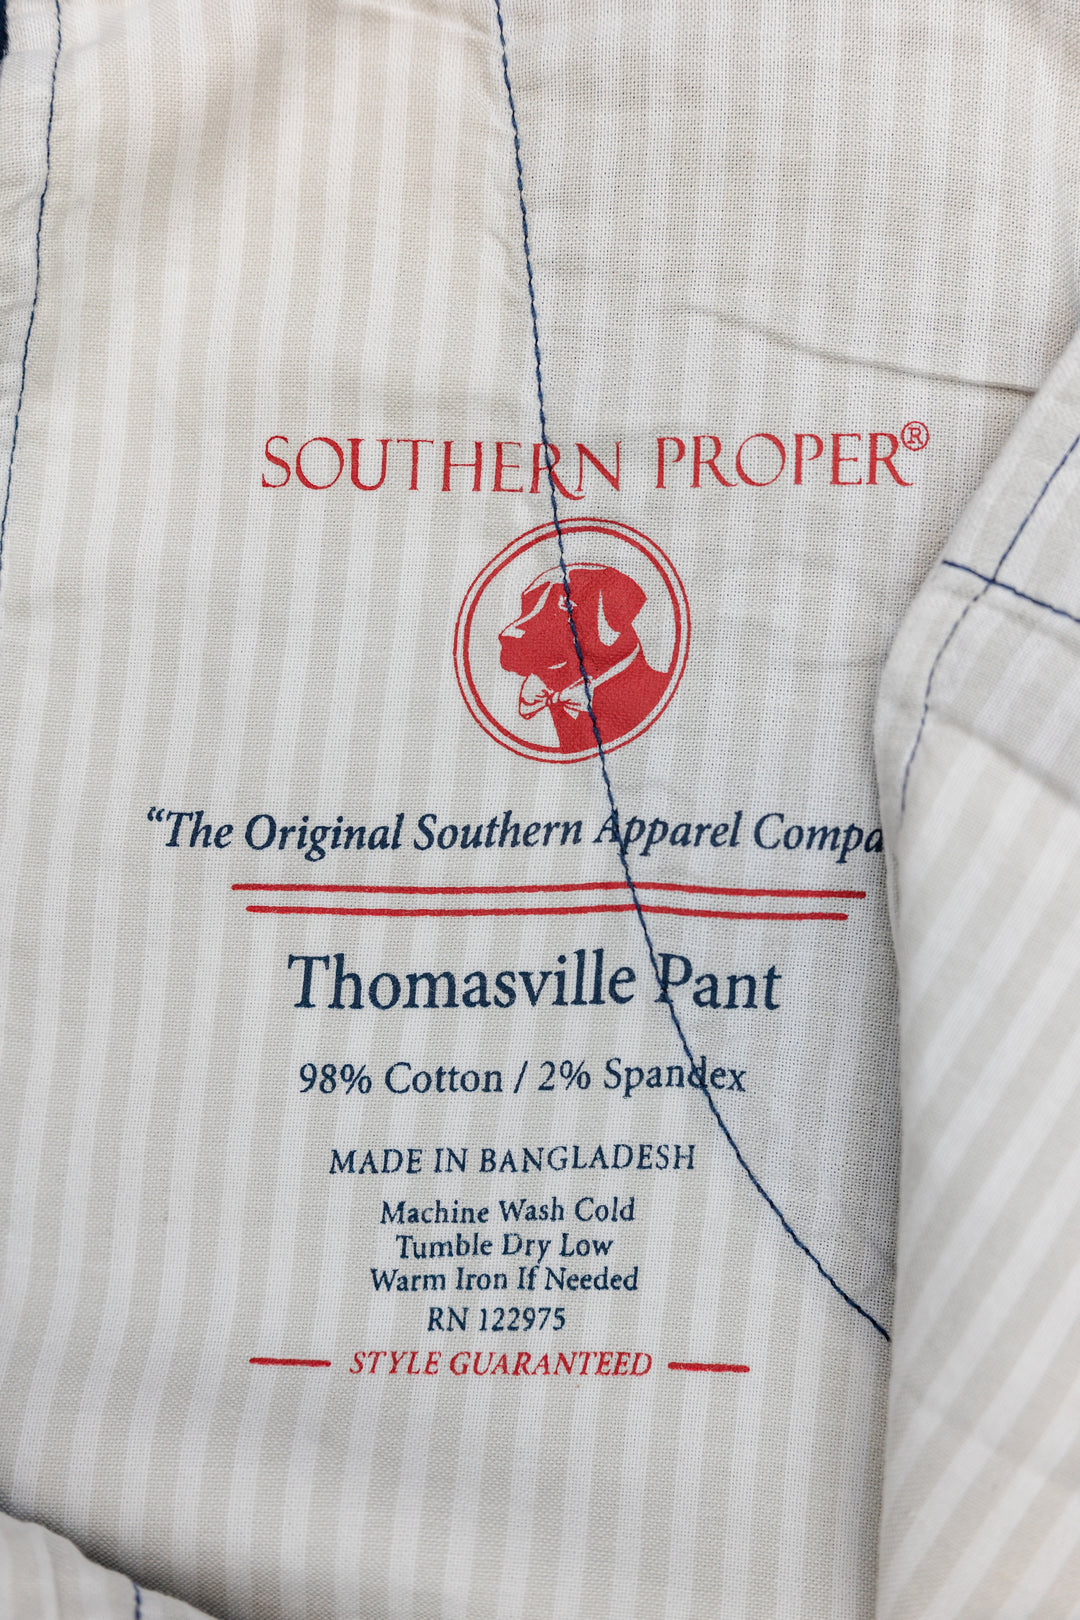 SOUTHERN PROPER®
“The Original Southern Apparel Compa
Thomasville Pant
98% Cotton / 2% Spandex
MADE IN BANGLADESH
Machine Wash Cold
Tumble Dry Low
Warm Iron If Needed
RN 122975
STYLE GUARANTEED